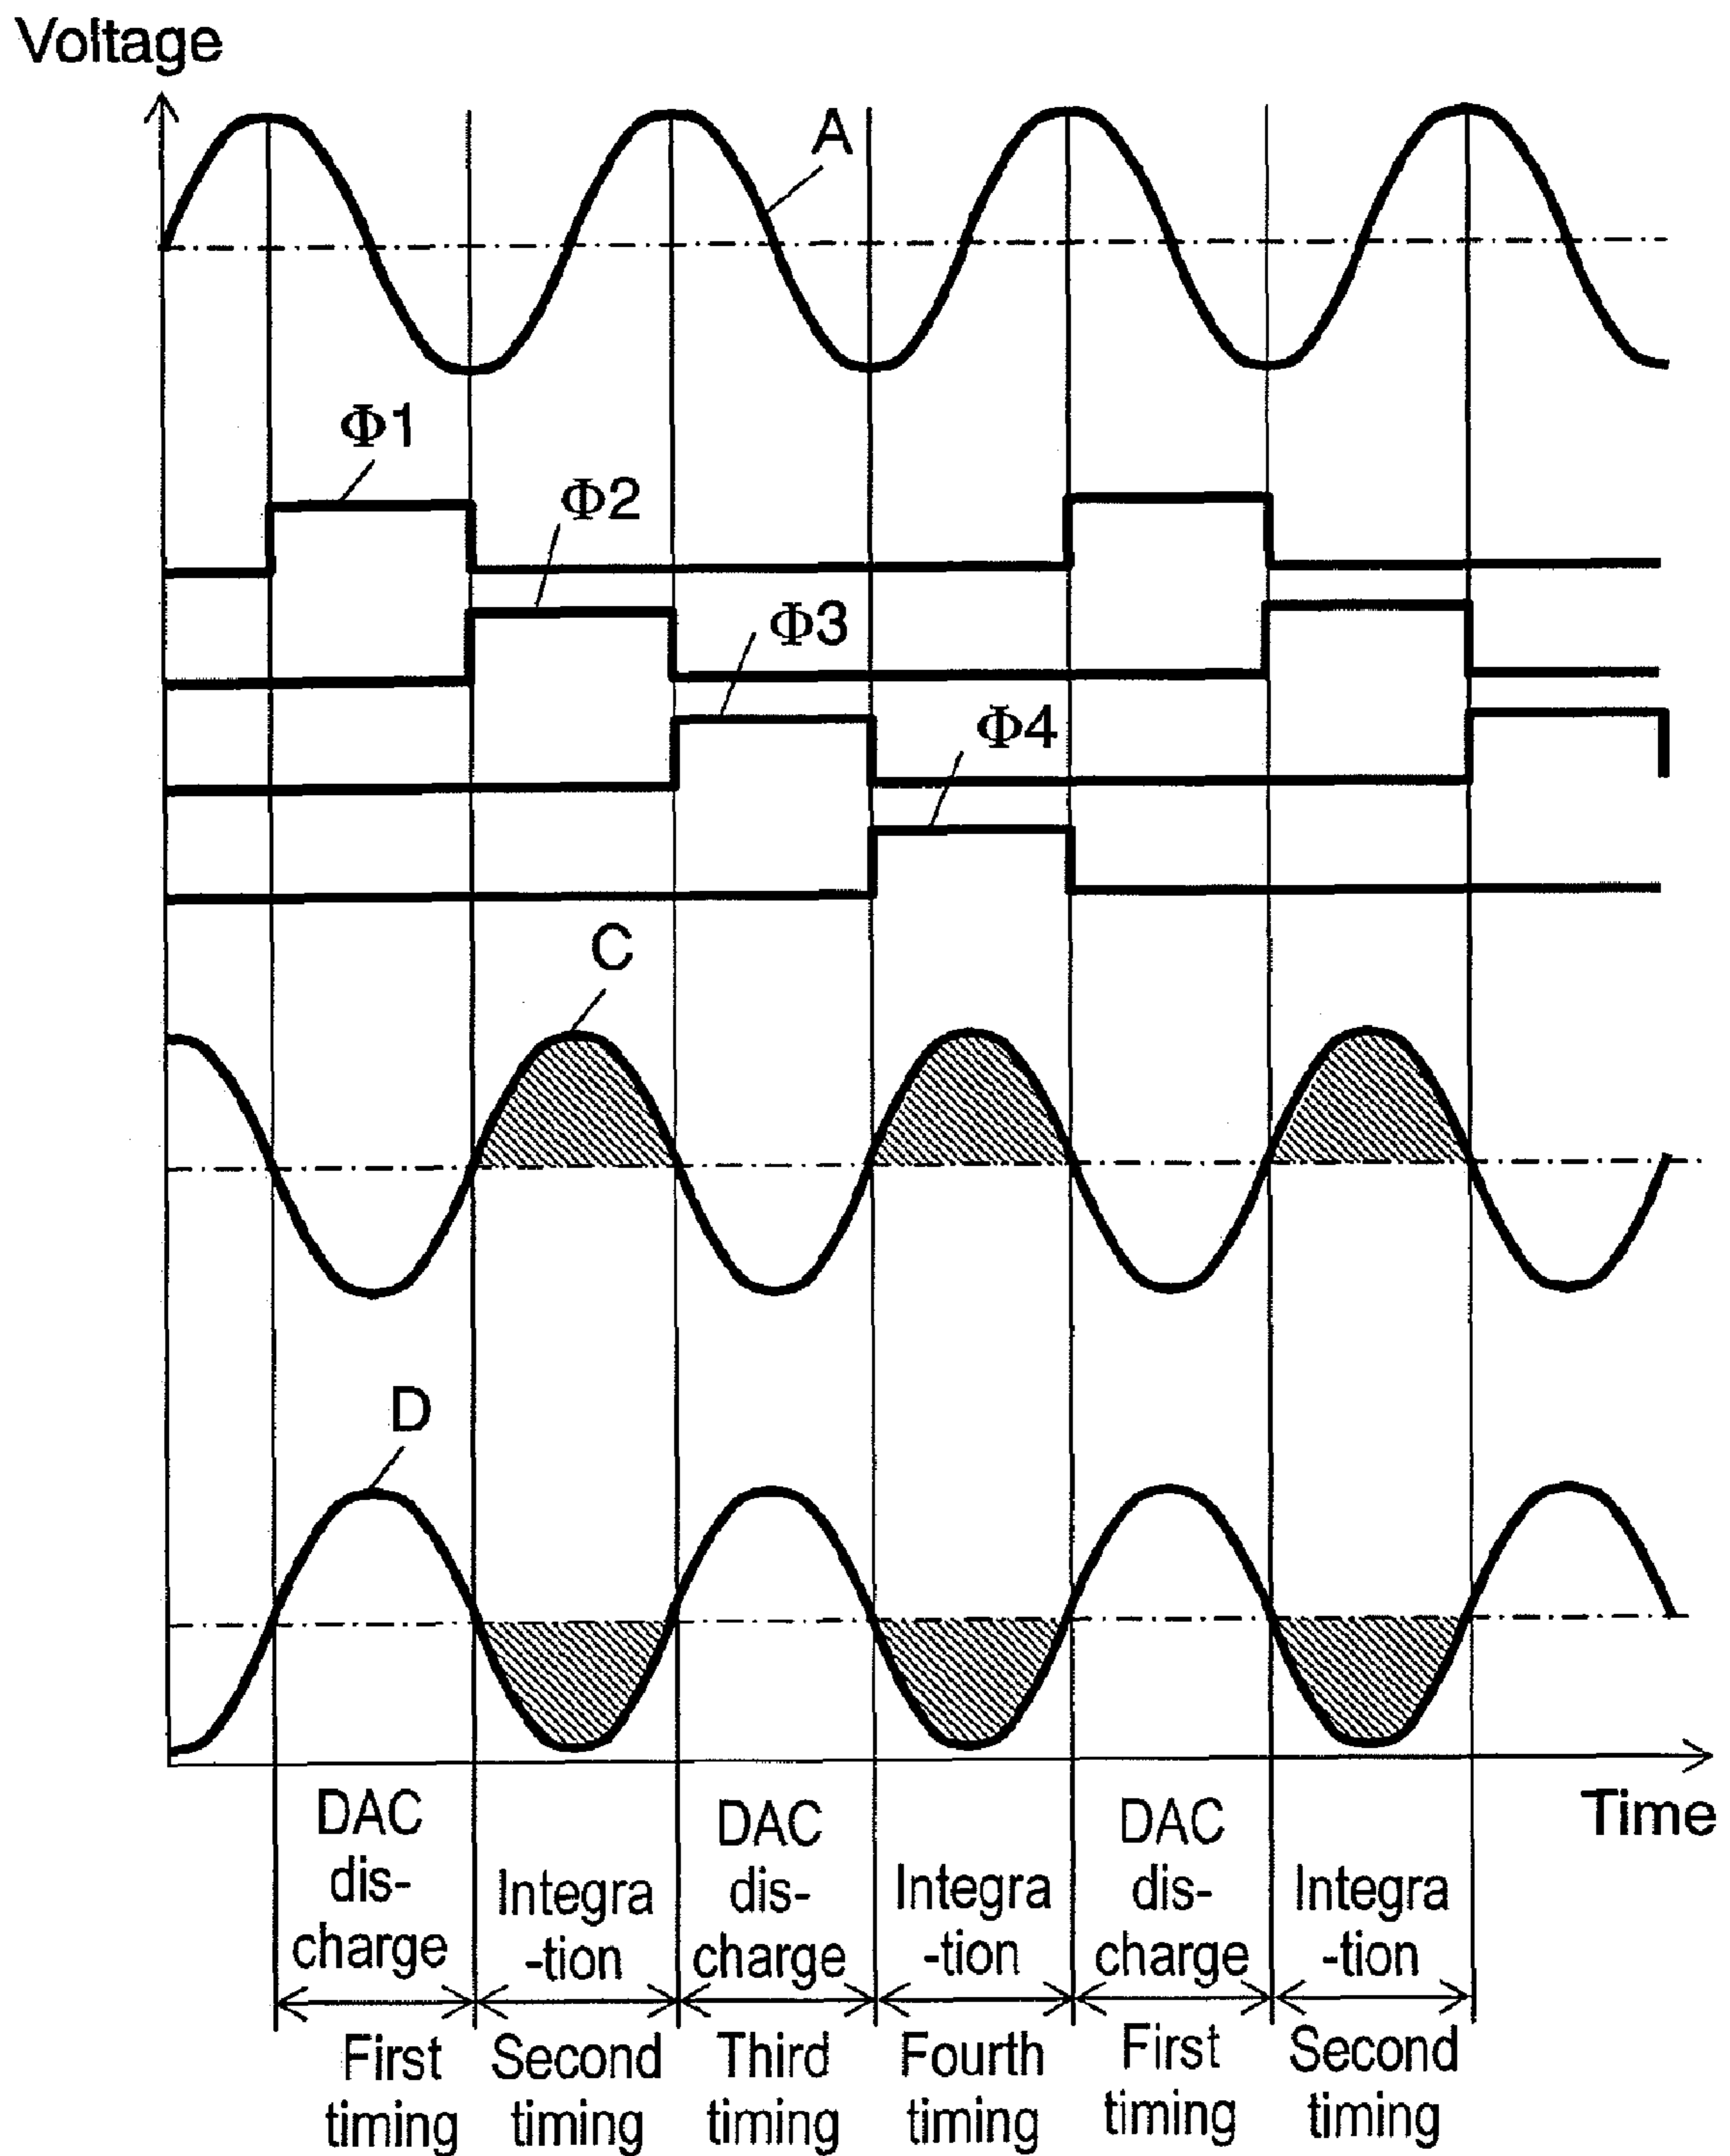 Voltage
A
Φ1
Φ2
Φ3
Φ4
C
D
Time
DAC
dis-
charge
Integra
-tion
DAC
dis-
charge
Integra
-tion
DAC
dis-
charge
Integra
-tion
First
timing
Second
timing
Third
timing
Fourth
timing
First
timing
Second
timing